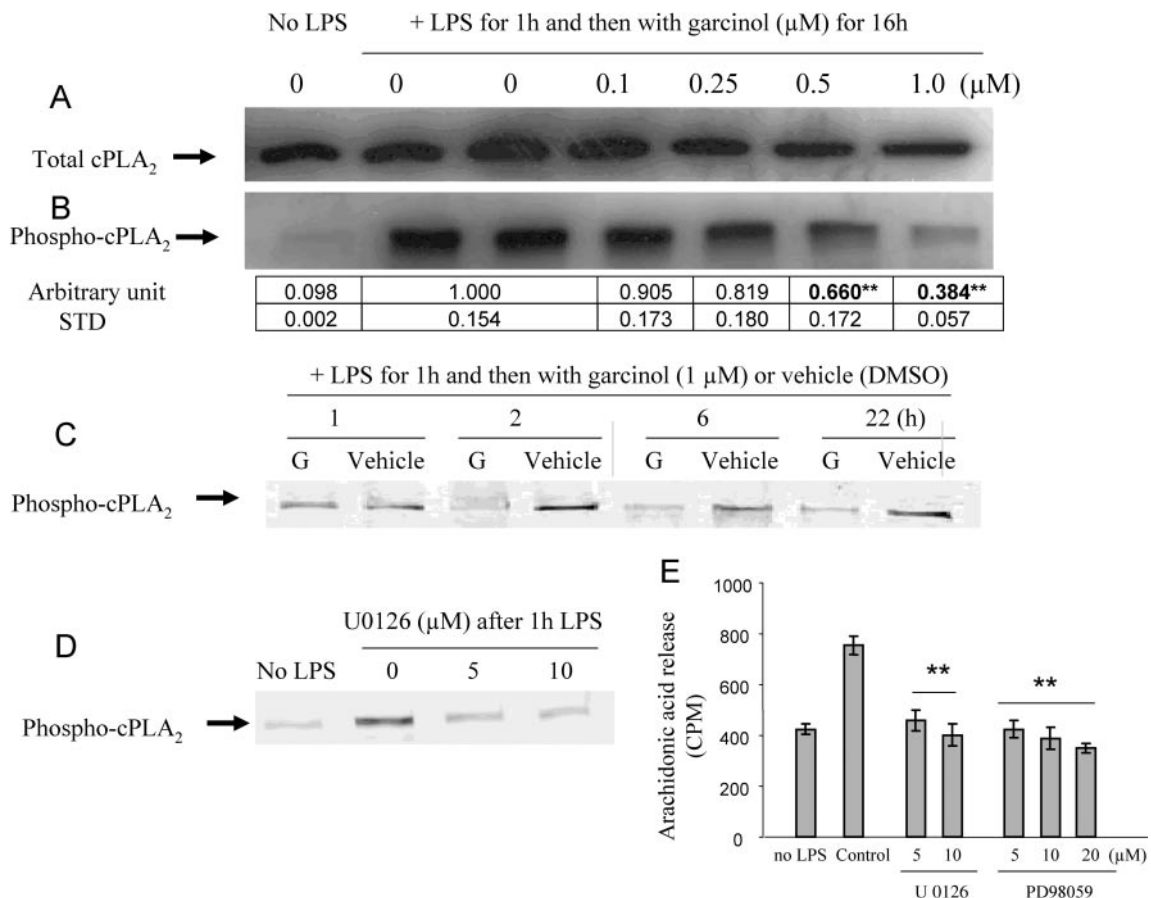 No LPS + LPS for 1h and then with garcinol (µM) for 16h
0 0 0 0.1 0.25 0.5 1.0 (µM)
A
Total cPLA2
B
Phospho-cPLA2
Arbitrary unit 0.098 1.000 0.905 0.819 0.660** 0.384**
STD 0.002 0.154 0.173 0.180 0.172 0.057
+ LPS for 1h and then with garcinol (1 µM) or vehicle (DMSO)
1 2 6 22 (h)
C
G Vehicle G Vehicle G Vehicle G Vehicle
Phospho-cPLA2
D
U0126 (µM) after 1h LPS
No LPS 0 5 10
Phospho-cPLA2
E
Arachidonic acid release
(CPM)
1000
800
600
400
200
0
** **
no LPS Control 5 10 5 10 20 (µM)
U 0126 PD98059